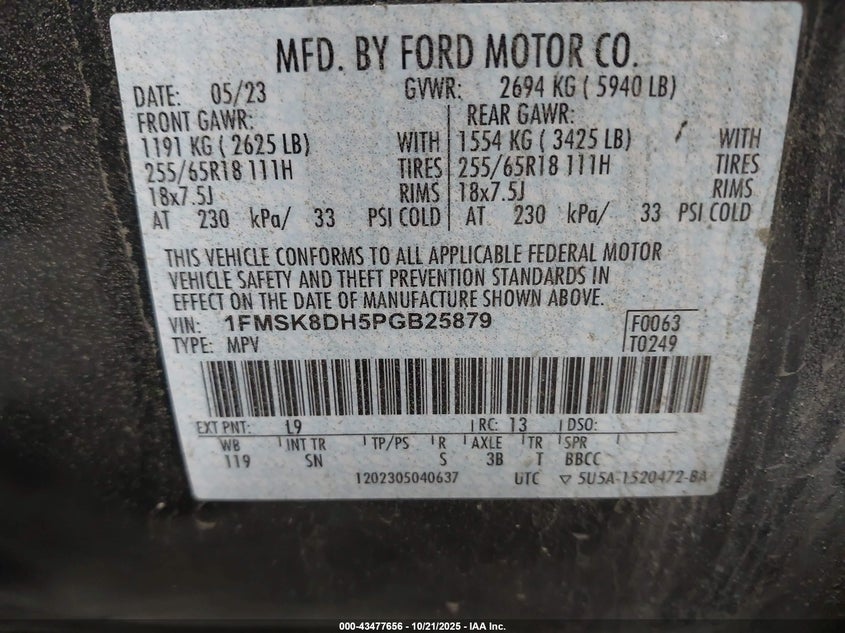 MFD. BY FORD MOTOR CO.
DATE: 05/23 GVWR: 2694 KG ( 5940 LB)
FRONT GAWR: REAR GAWR:
1191 KG ( 2625 LB) WITH 1554 KG ( 3425 LB) WITH
255/65R18 111H TIRES 255/65R18 111H TIRES
18x7.5J RIMS 18x7.5J RIMS
AT 230 kPa/ 33 PSI COLD AT 230 kPa/ 33 PSI COLD
THIS VEHICLE CONFORMS TO ALL APPLICABLE FEDERAL MOTOR
VEHICLE SAFETY AND THEFT PREVENTION STANDARDS IN
EFFECT ON THE DATE OF MANUFACTURE SHOWN ABOVE.
VIN: 1FMSK8DH5PGB25879 F0063
TYPE: MPV T0249
EXT PNT: L9 RC: 13 DSO:
WB INT TR TP/PS R AXLE TR SPR
119 SN S 3B T BBCC
1202305040637 UTC ▽ 5U5A-1520472-BA
000-43477656 - 10/21/2025 - IAA Inc.